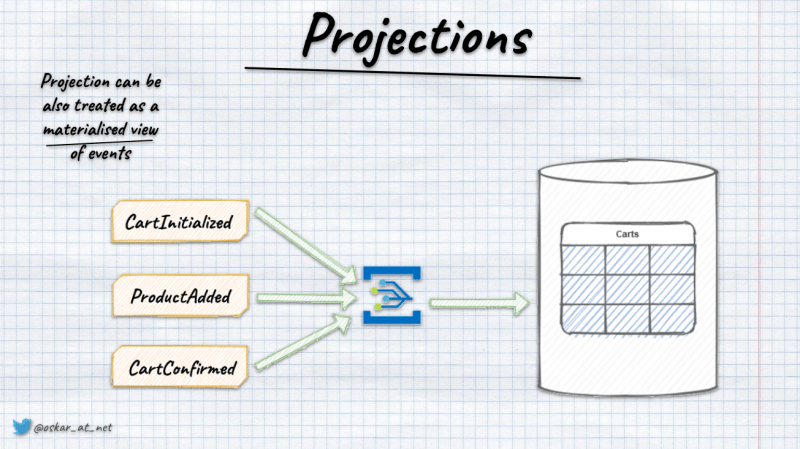 Projections
Projection can be
also treated as a
materialised view
of events
CartInitialized
ProductAdded
CartConfirmed
Carts
@oskar_at_net